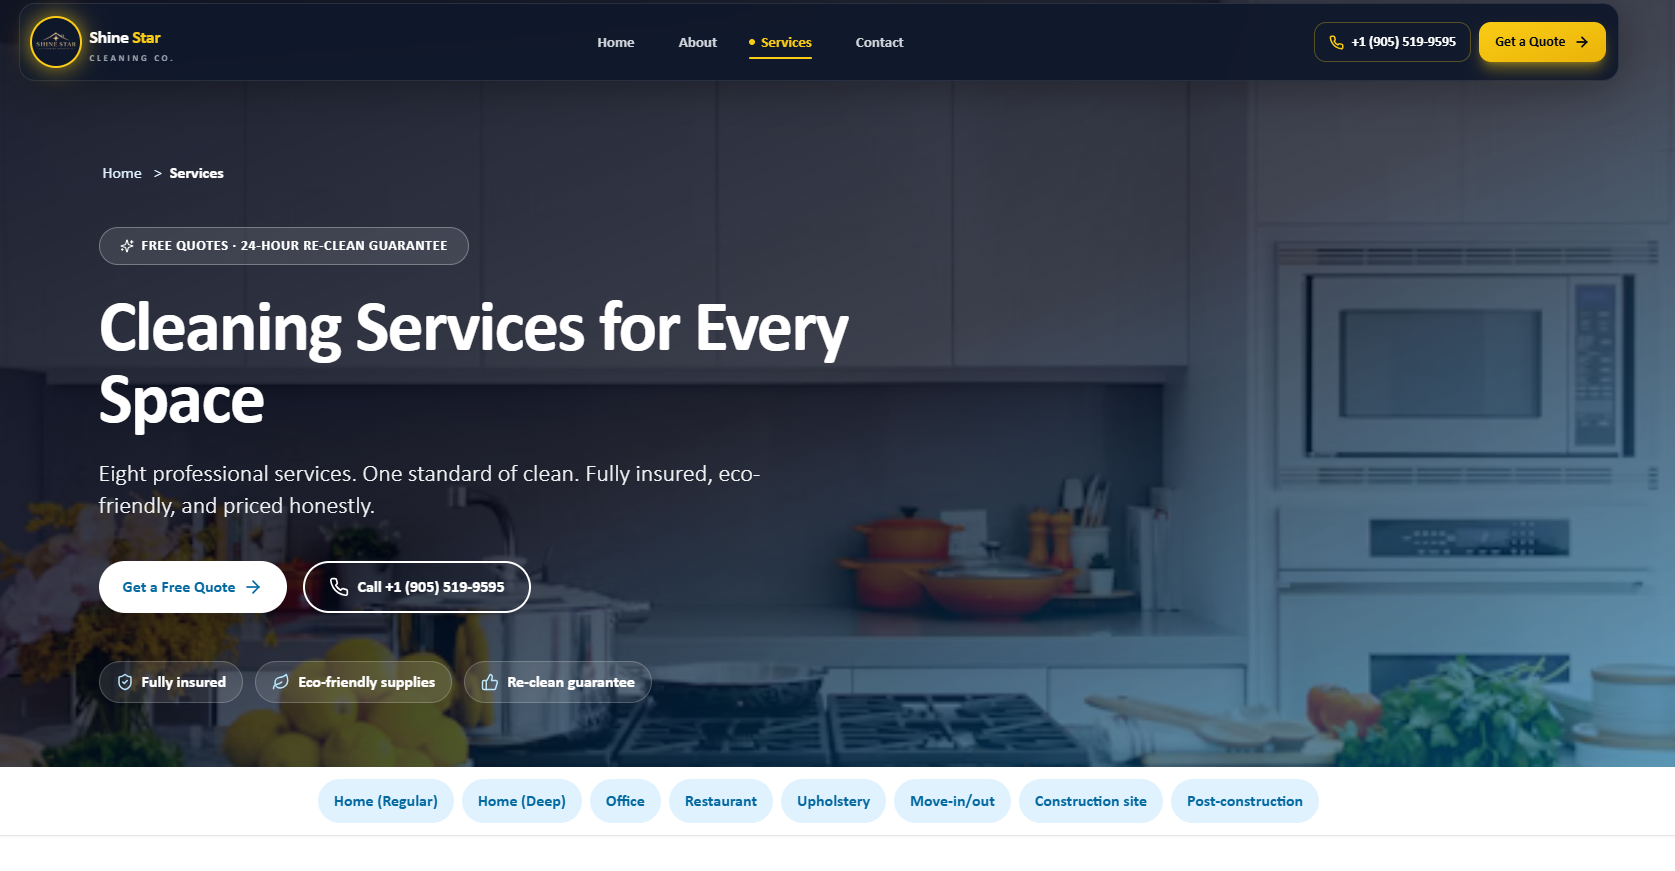 SHINE STAR
Shine Star
CLEANING CO.
Home
About
Services
Contact
+1 (905) 519-9595
Get a Quote
Home > Services
FREE QUOTES · 24-HOUR RE-CLEAN GUARANTEE
Cleaning Services for Every
Space
Eight professional services. One standard of clean. Fully insured, eco-
friendly, and priced honestly.
Get a Free Quote
Call +1 (905) 519-9595
Fully insured
Eco-friendly supplies
Re-clean guarantee
Home (Regular)
Home (Deep)
Office
Restaurant
Upholstery
Move-in/out
Construction site
Post-construction